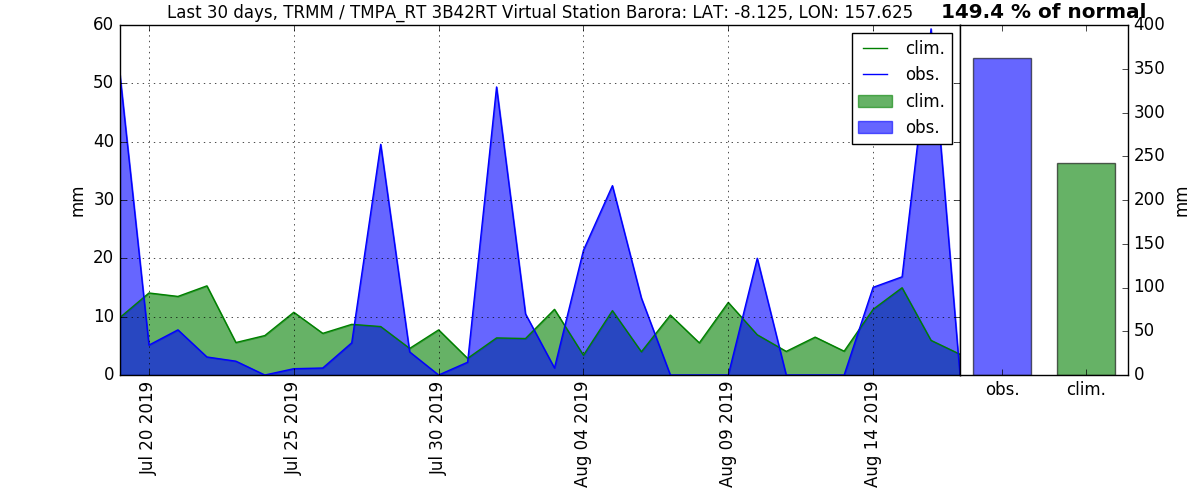 Last 30 days, TRMM / TMPA_RT 3B42RT Virtual Station Barora: LAT: -8.125, LON: 157.625
149.4 % of normal
60
50
40
30
20
10
0
mm
clim.
obs.
clim.
obs.
400
350
300
250
200
150
100
50
0
mm
Jul 20 2019
Jul 25 2019
Jul 30 2019
Aug 04 2019
Aug 09 2019
Aug 14 2019
obs.
clim.